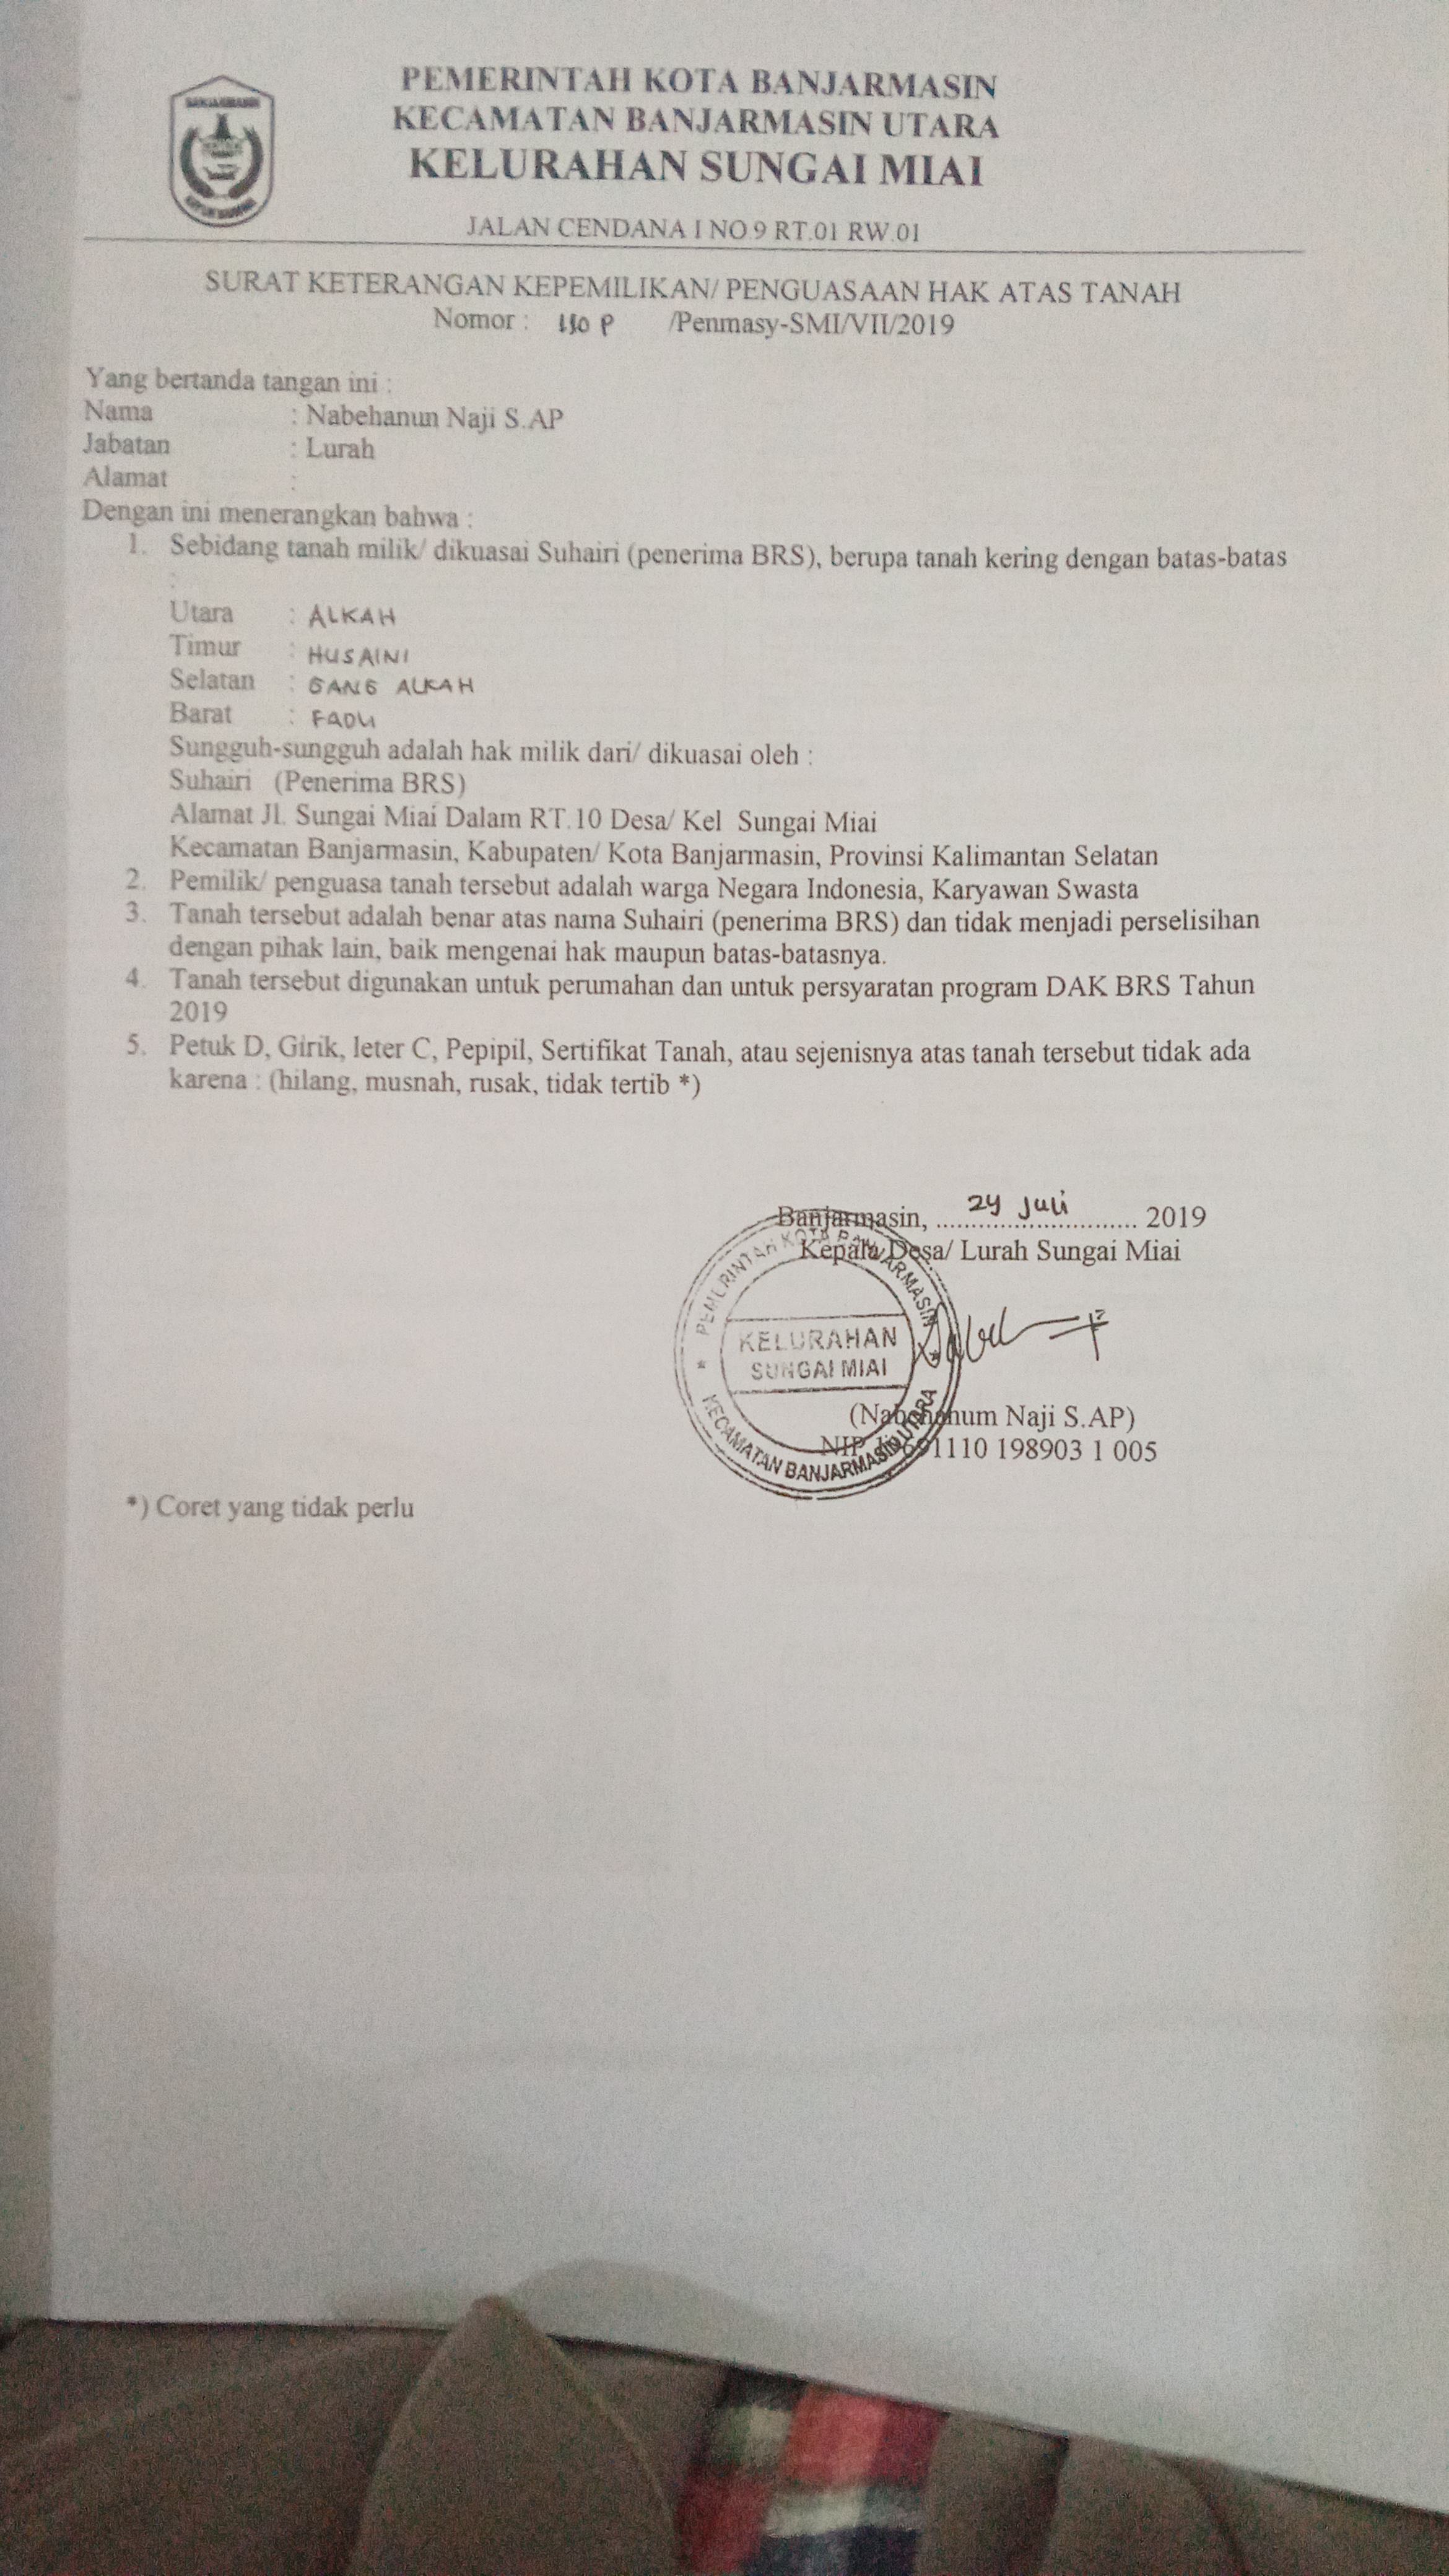 PEMERINTAH KOTA BANJARMASIN
KECAMATAN BANJARMASIN UTARA
KELURAHAN SUNGAI MIAI
BANJARMASIN
JALAN CENDANA I NO.9 RT.01 RW.01
SURAT KETERANGAN KEPEMILIKAN/ PENGUASAAN HAK ATAS TANAH
Nomor : 110 P /Penmasy-SMI/VII/2019
Yang bertanda tangan ini :
Nama : Nabehanun Naji S.AP
Jabatan : Lurah
Alamat :
Dengan ini menerangkan bahwa :
1. Sebidang tanah milik/ dikuasai Suhairi (penerima BRS), berupa tanah kering dengan batas-batas
:
Utara : ALKAH
Timur : HUSAINI
Selatan : GANG ALKAH
Barat : FADLI
Sungguh-sungguh adalah hak milik dari/ dikuasai oleh :
Suhairi (Penerima BRS)
Alamat Jl. Sungai Miai Dalam RT.10 Desa/ Kel Sungai Miai
Kecamatan Banjarmasin, Kabupaten/ Kota Banjarmasin, Provinsi Kalimantan Selatan
2. Pemilik/ penguasa tanah tersebut adalah warga Negara Indonesia, Karyawan Swasta
3. Tanah tersebut adalah benar atas nama Suhairi (penerima BRS) dan tidak menjadi perselisihan
dengan pihak lain, baik mengenai hak maupun batas-batasnya.
4. Tanah tersebut digunakan untuk perumahan dan untuk persyaratan program DAK BRS Tahun
2019
5. Petuk D, Girik, leter C, Pepipil, Sertifikat Tanah, atau sejenisnya atas tanah tersebut tidak ada
karena : (hilang, musnah, rusak, tidak tertib *)
Banjarmasin, 24 Juli 2019
Kepala Desa/ Lurah Sungai Miai
PEMERINTAH KOTA BANJARMASIN
KELURAHAN
SUNGAI MIAI
KECAMATAN BANJARMASIN UTARA
(Nabehanum Naji S.AP)
NIP. 1110 198903 1 005
*) Coret yang tidak perlu